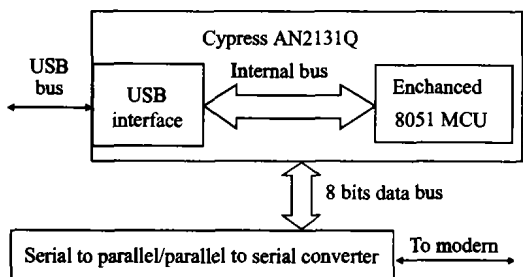 Cypress AN2131Q
USB
bus
Internal bus
USB
interface
Enchanced
8051 MCU
8 bits data bus
Serial to parallel/parallel to serial converter
To modern